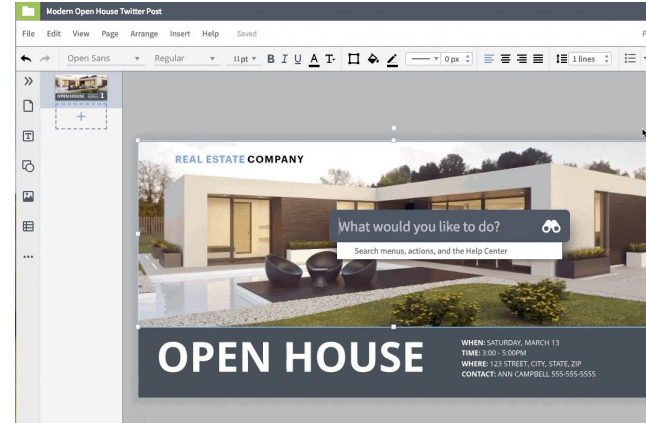 Modern Open House Twitter Post
File Edit View Page Arrange Insert Help Saved
Open Sans Regular 11pt B I U A T 0 px 1 lines
OPEN HOUSE 1
REAL ESTATE COMPANY
What would you like to do?
Search menus, actions, and the Help Center
OPEN HOUSE
WHEN: SATURDAY, MARCH 13
TIME: 3:00 - 5:00PM
WHERE: 123 STREET, CITY, STATE, ZIP
CONTACT: ANN CAMPBELL 555-555-5555